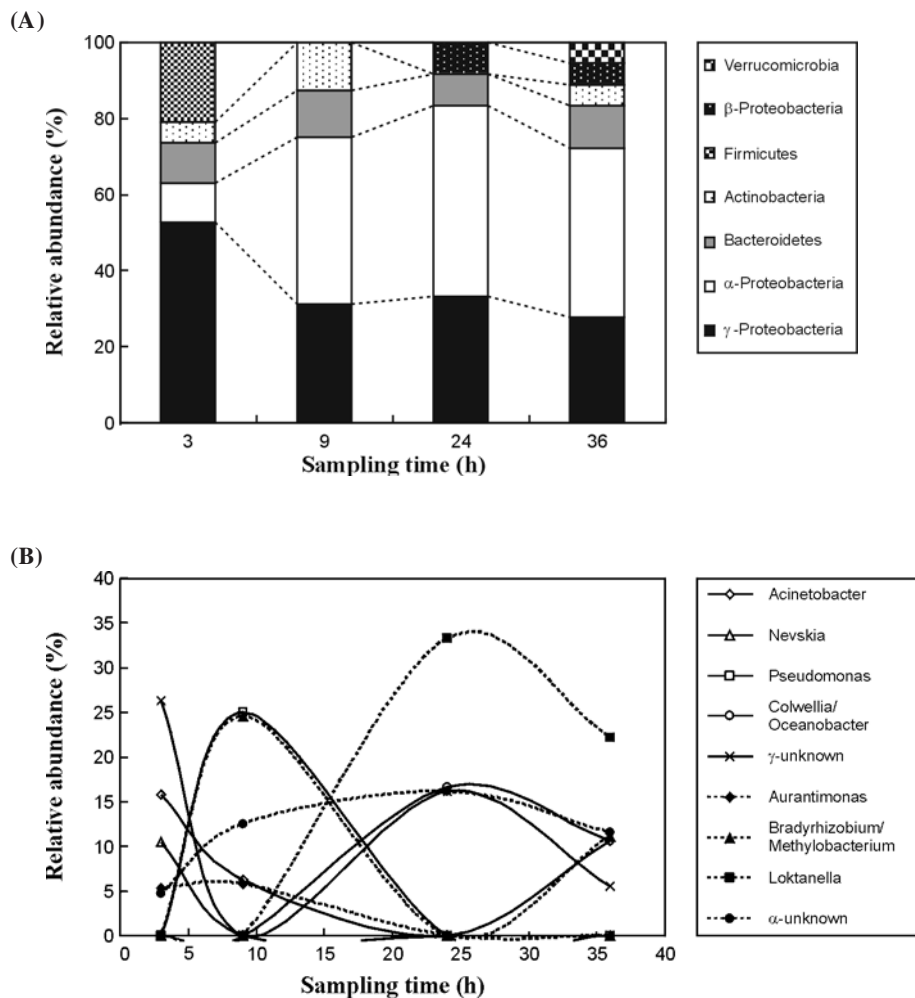 (A)
100
80
60
40
20
0
Relative abundance (%)
3 9 24 36
Sampling time (h)
Verrucomicrobia
β-Proteobacteria
Firmicutes
Actinobacteria
Bacteroidetes
α-Proteobacteria
γ-Proteobacteria
(B)
40
35
30
25
20
15
10
5
0
Relative abundance (%)
0 5 10 15 20 25 30 35 40
Sampling time (h)
Acinetobacter
Nevskia
Pseudomonas
Colwellia/
Oceanobacter
γ-unknown
Aurantimonas
Bradyrhizobium/
Methylobacterium
Loktanella
α-unknown